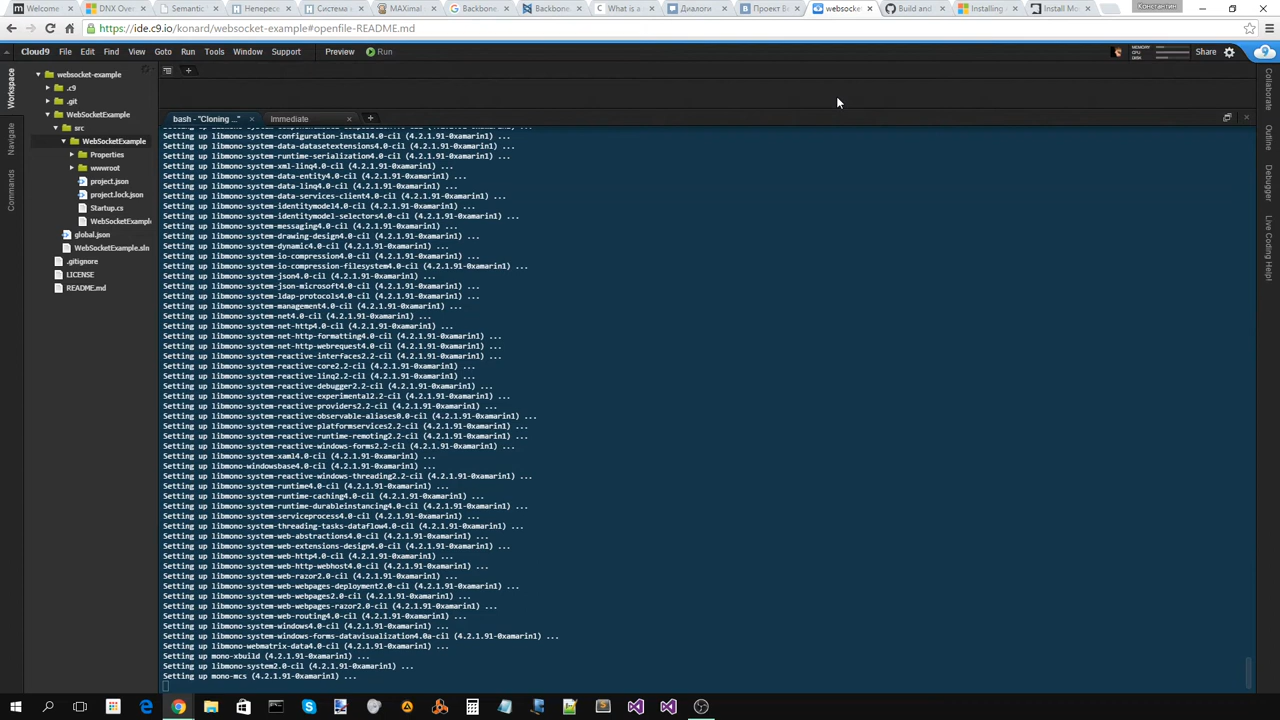 Welcome
DNX Over
Semantic
Непересе
Система и
MAXimal
Backbone
Backbone
What is a
Диалоги
Проект Ev
websocke
Build and
Installing
Install Mo
Константин
https://ide.c9.io/konard/websocket-example#openfile-README.md
Cloud9 File Edit Find View Goto Run Tools Window Support Preview Run
MEMORY
CPU
DISK
Share
Workspace
Navigate
Commands
websocket-example
.c9
.git
WebSocketExample
src
WebSocketExample
Properties
wwwroot
project.json
project.lock.json
Startup.cs
WebSocketExample
global.json
WebSocketExample.sln
.gitignore
LICENSE
README.md
bash - "Cloning ..." Immediate
Setting up libmono-system-configuration-install4.0-cil (4.2.1.91-0xamarin1) ...
Setting up libmono-system-data-datasetextensions4.0-cil (4.2.1.91-0xamarin1) ...
Setting up libmono-system-runtime-serialization4.0-cil (4.2.1.91-0xamarin1) ...
Setting up libmono-system-xml-linq4.0-cil (4.2.1.91-0xamarin1) ...
Setting up libmono-system-data-entity4.0-cil (4.2.1.91-0xamarin1) ...
Setting up libmono-system-data-linq4.0-cil (4.2.1.91-0xamarin1) ...
Setting up libmono-system-data-services-client4.0-cil (4.2.1.91-0xamarin1) ...
Setting up libmono-system-identitymodel4.0-cil (4.2.1.91-0xamarin1) ...
Setting up libmono-system-identitymodel-selectors4.0-cil (4.2.1.91-0xamarin1) ...
Setting up libmono-system-messaging4.0-cil (4.2.1.91-0xamarin1) ...
Setting up libmono-system-drawing-design4.0-cil (4.2.1.91-0xamarin1) ...
Setting up libmono-system-dynamic4.0-cil (4.2.1.91-0xamarin1) ...
Setting up libmono-system-io-compression4.0-cil (4.2.1.91-0xamarin1) ...
Setting up libmono-system-io-compression-filesystem4.0-cil (4.2.1.91-0xamarin1) ...
Setting up libmono-system-json4.0-cil (4.2.1.91-0xamarin1) ...
Setting up libmono-system-json-microsoft4.0-cil (4.2.1.91-0xamarin1) ...
Setting up libmono-system-ldap-protocols4.0-cil (4.2.1.91-0xamarin1) ...
Setting up libmono-system-management4.0-cil (4.2.1.91-0xamarin1) ...
Setting up libmono-system-net4.0-cil (4.2.1.91-0xamarin1) ...
Setting up libmono-system-net-http4.0-cil (4.2.1.91-0xamarin1) ...
Setting up libmono-system-net-http-formatting4.0-cil (4.2.1.91-0xamarin1) ...
Setting up libmono-system-net-http-webrequest4.0-cil (4.2.1.91-0xamarin1) ...
Setting up libmono-system-reactive-interfaces2.2-cil (4.2.1.91-0xamarin1) ...
Setting up libmono-system-reactive-core2.2-cil (4.2.1.91-0xamarin1) ...
Setting up libmono-system-reactive-linq2.2-cil (4.2.1.91-0xamarin1) ...
Setting up libmono-system-reactive-debugger2.2-cil (4.2.1.91-0xamarin1) ...
Setting up libmono-system-reactive-experimental2.2-cil (4.2.1.91-0xamarin1) ...
Setting up libmono-system-reactive-providers2.2-cil (4.2.1.91-0xamarin1) ...
Setting up libmono-system-reactive-observable-aliases0.0-cil (4.2.1.91-0xamarin1) ...
Setting up libmono-system-reactive-platformservices2.2-cil (4.2.1.91-0xamarin1) ...
Setting up libmono-system-reactive-runtime-remoting2.2-cil (4.2.1.91-0xamarin1) ...
Setting up libmono-system-reactive-windows-forms2.2-cil (4.2.1.91-0xamarin1) ...
Setting up libmono-system-xaml4.0-cil (4.2.1.91-0xamarin1) ...
Setting up libmono-windowsbase4.0-cil (4.2.1.91-0xamarin1) ...
Setting up libmono-system-reactive-windows-threading2.2-cil (4.2.1.91-0xamarin1) ...
Setting up libmono-system-runtime4.0-cil (4.2.1.91-0xamarin1) ...
Setting up libmono-system-runtime-caching4.0-cil (4.2.1.91-0xamarin1) ...
Setting up libmono-system-runtime-durableinstancing4.0-cil (4.2.1.91-0xamarin1) ...
Setting up libmono-system-serviceprocess4.0-cil (4.2.1.91-0xamarin1) ...
Setting up libmono-system-threading-tasks-dataflow4.0-cil (4.2.1.91-0xamarin1) ...
Setting up libmono-system-web-abstractions4.0-cil (4.2.1.91-0xamarin1) ...
Setting up libmono-system-web-extensions-design4.0-cil (4.2.1.91-0xamarin1) ...
Setting up libmono-system-web-http4.0-cil (4.2.1.91-0xamarin1) ...
Setting up libmono-system-web-http-webhost4.0-cil (4.2.1.91-0xamarin1) ...
Setting up libmono-system-web-razor2.0-cil (4.2.1.91-0xamarin1) ...
Setting up libmono-system-web-webpages-deployment2.0-cil (4.2.1.91-0xamarin1) ...
Setting up libmono-system-web-webpages2.0-cil (4.2.1.91-0xamarin1) ...
Setting up libmono-system-web-webpages-razor2.0-cil (4.2.1.91-0xamarin1) ...
Setting up libmono-system-web-routing4.0-cil (4.2.1.91-0xamarin1) ...
Setting up libmono-system-windows4.0-cil (4.2.1.91-0xamarin1) ...
Setting up libmono-system-windows-forms-datavisualization4.0a-cil (4.2.1.91-0xamarin1) ...
Setting up libmono-webmatrix-data4.0-cil (4.2.1.91-0xamarin1) ...
Setting up mono-xbuild (4.2.1.91-0xamarin1) ...
Setting up libmono-system2.0-cil (4.2.1.91-0xamarin1) ...
Setting up mono-mcs (4.2.1.91-0xamarin1) ...
Collaborate
Outline
Debugger
Live Coding Help!